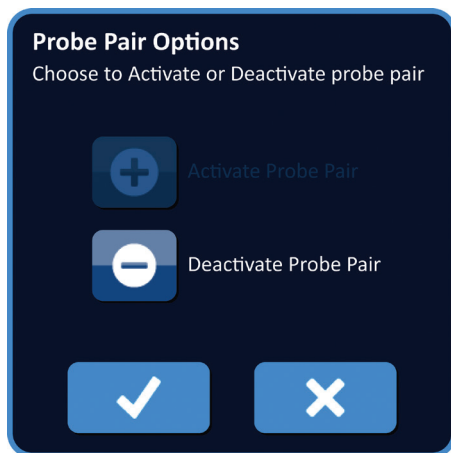 Probe Pair Options
Choose to Activate or Deactivate probe pair
Activate Probe Pair
Deactivate Probe Pair